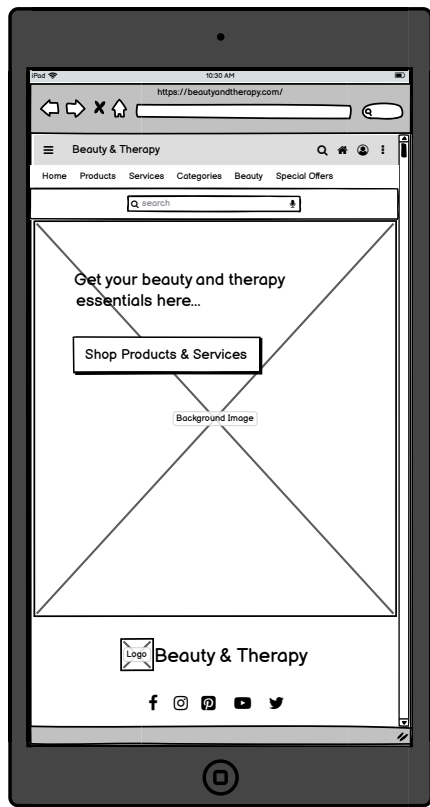 iPad 10:30 AM
https://beautyandtherapy.com/
Beauty & Therapy
Home Products Services Categories Beauty Special Offers
search
Get your beauty and therapy
essentials here...
Shop Products & Services
Background Image
Logo Beauty & Therapy